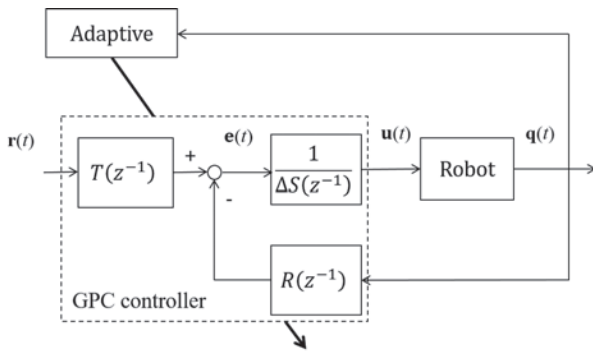 Adaptive
r(t)
T(z⁻¹)
+
-
e(t)
1
ΔS(z⁻¹)
u(t)
Robot
q(t)
R(z⁻¹)
GPC controller